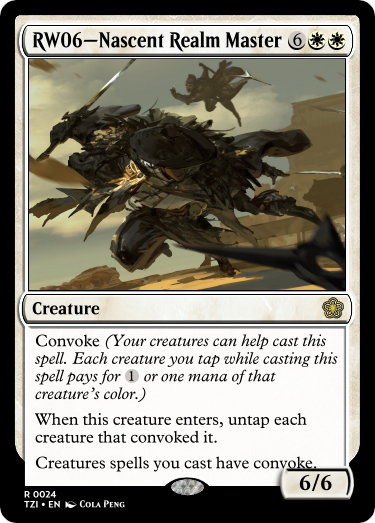 RW06—Nascent Realm Master 6
Creature
Convoke (Your creatures can help cast this
spell. Each creature you tap while casting this
spell pays for 1 or one mana of that
creature's color.)
When this creature enters, untap each
creature that convoked it.
Creatures spells you cast have convoke.
6/6
R 0024
TZI • EN Cola Peng